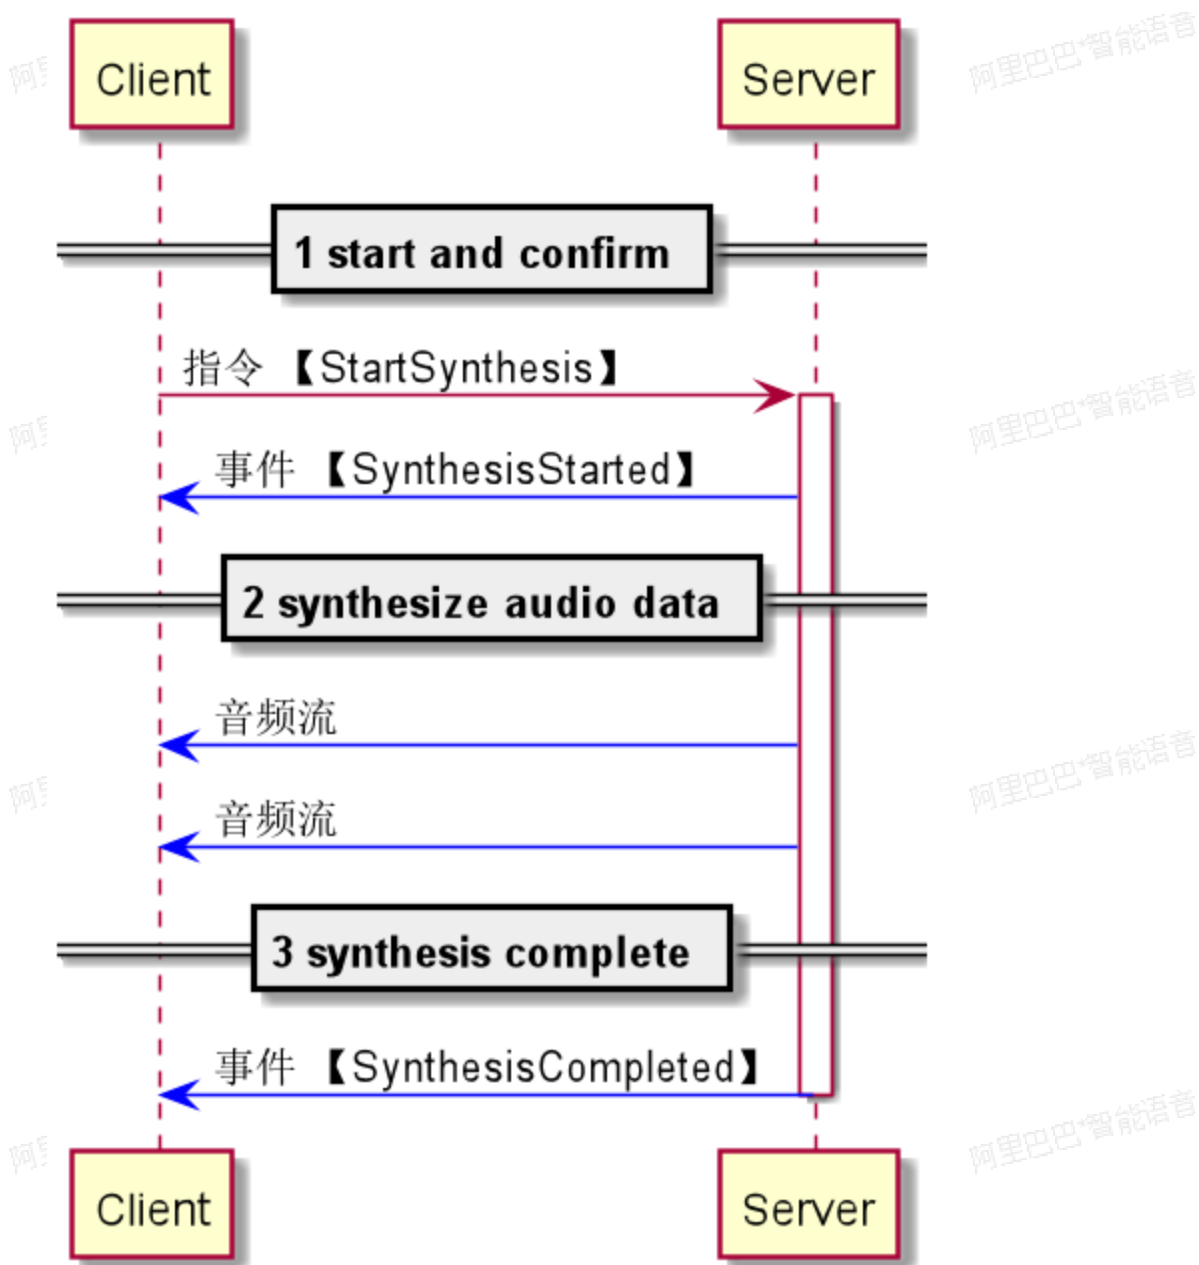 Client
Server
阿里巴巴*智能语音
1 start and confirm
指令 【StartSynthesis】
阿里巴巴*智能语音
事件 【SynthesisStarted】
2 synthesize audio data
音频流
阿里巴巴*智能语音
音频流
3 synthesis complete
事件 【SynthesisCompleted】
阿里巴巴*智能语音
Client
Server